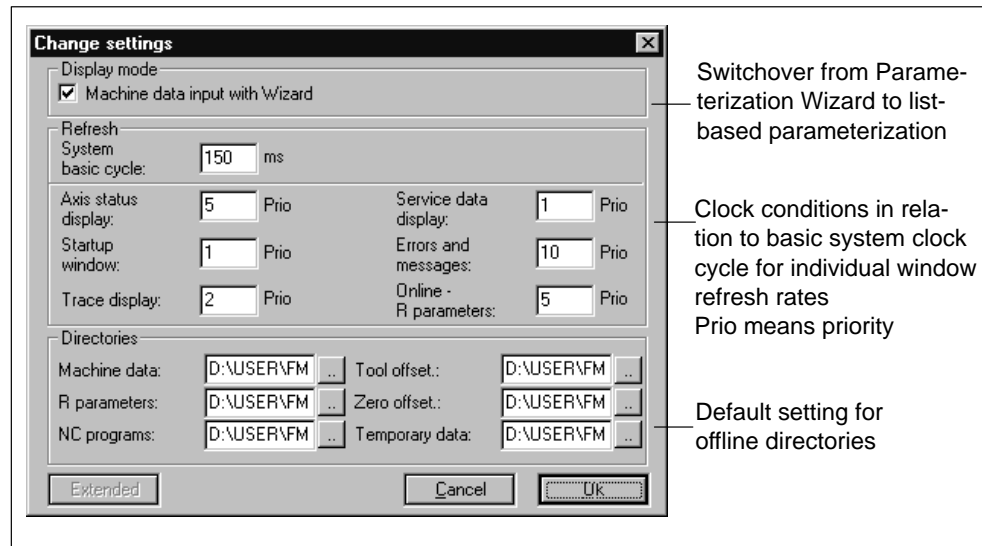 Change settings
Display mode
Machine data input with Wizard
Switchover from Parame-
terization Wizard to list-
based parameterization
Refresh
System
basic cycle:
150 ms
Axis status
display:
5 Prio
Service data
display:
1 Prio
Startup
window:
1 Prio
Errors and
messages:
10 Prio
Trace display:
2 Prio
Online -
R parameters:
5 Prio
Clock conditions in rela-
tion to basic system clock
cycle for individual window
refresh rates
Prio means priority
Directories
Machine data: D:\USER\FM .. Tool offset.: D:\USER\FM ..
R parameters: D:\USER\FM .. Zero offset.: D:\USER\FM ..
NC programs: D:\USER\FM .. Temporary data: D:\USER\FM ..
Default setting for
offline directories
Extended Cancel Ok